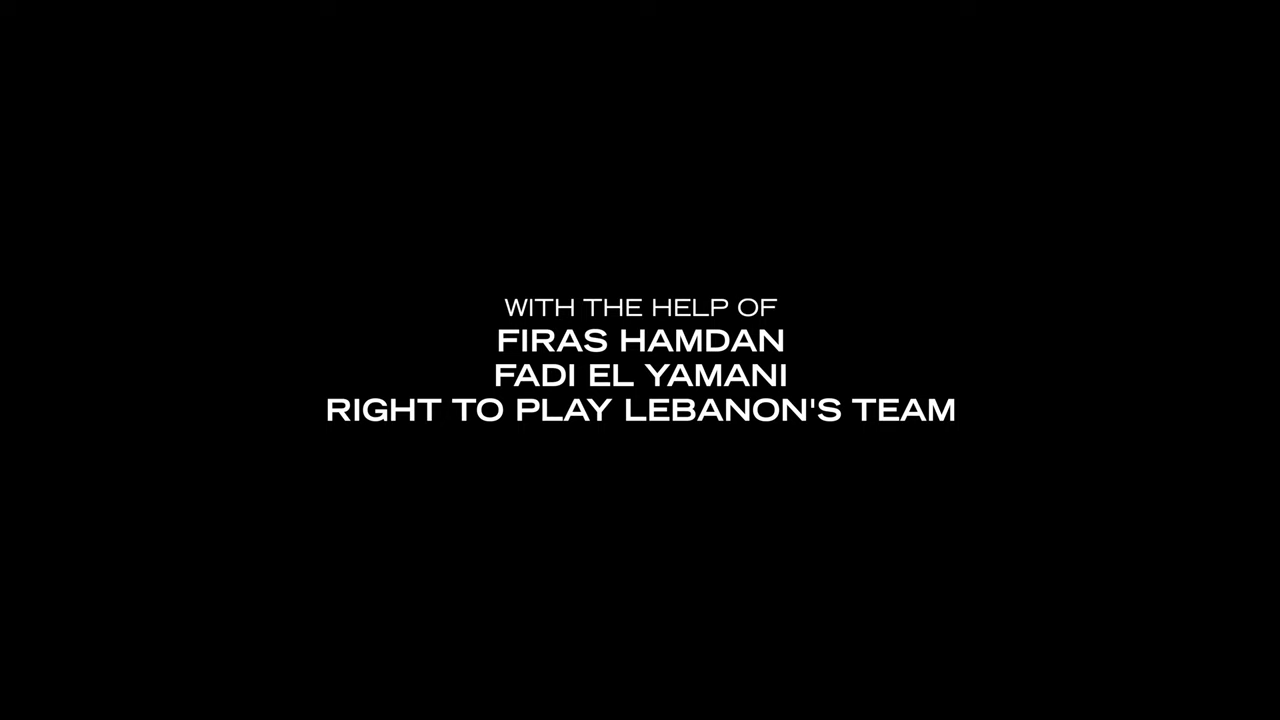 WITH THE HELP OF
FIRAS HAMDAN
FADI EL YAMANI
RIGHT TO PLAY LEBANON'S TEAM